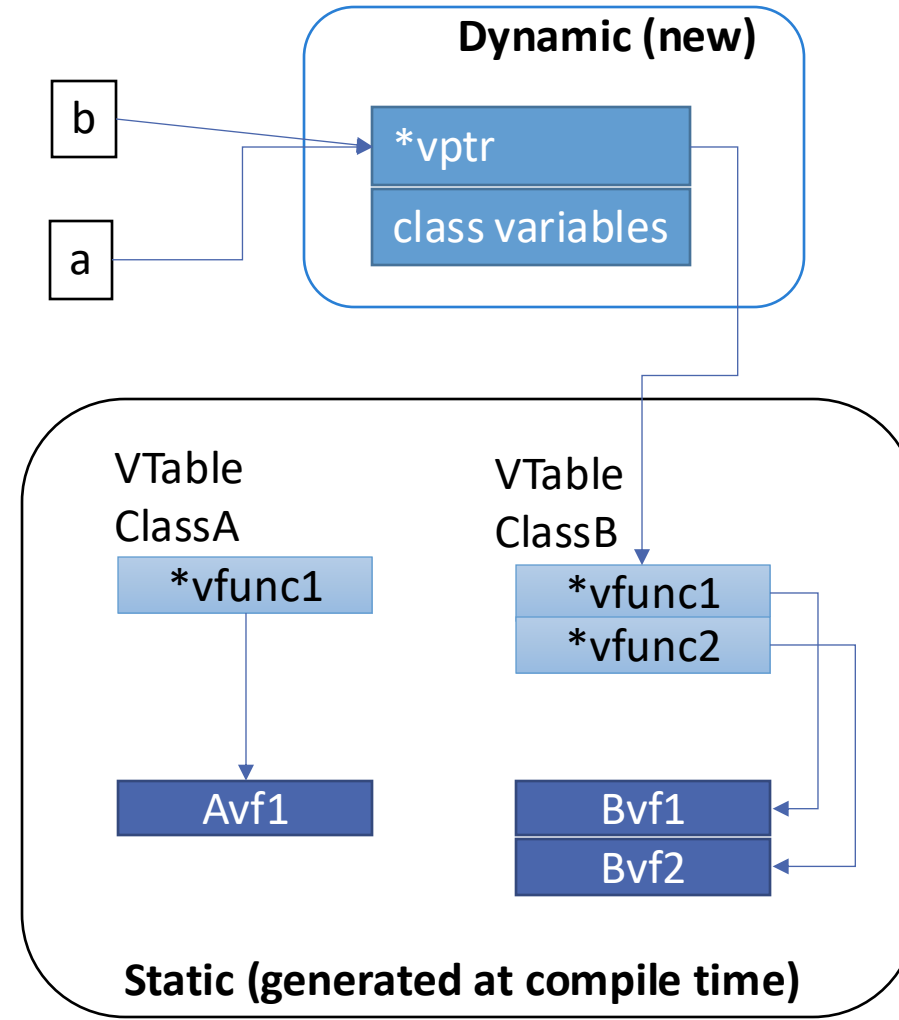 Dynamic (new)
b
*vptr
class variables
a
VTable
ClassA
*vfunc1
Avf1
VTable
ClassB
*vfunc1
*vfunc2
Bvf1
Bvf2
Static (generated at compile time)